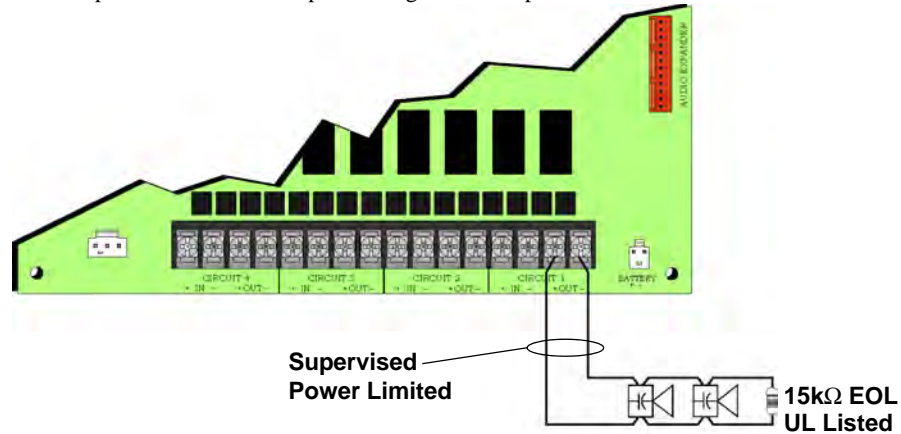 AUDIO EXPANDER
CIRCUIT 4 CIRCUIT 3 CIRCUIT 2 CIRCUIT 1 BATTERY
+ IN - +OUT- + IN - +OUT- + IN - +OUT- + IN - +OUT- + -
Supervised
Power Limited
15kΩ EOL
UL Listed